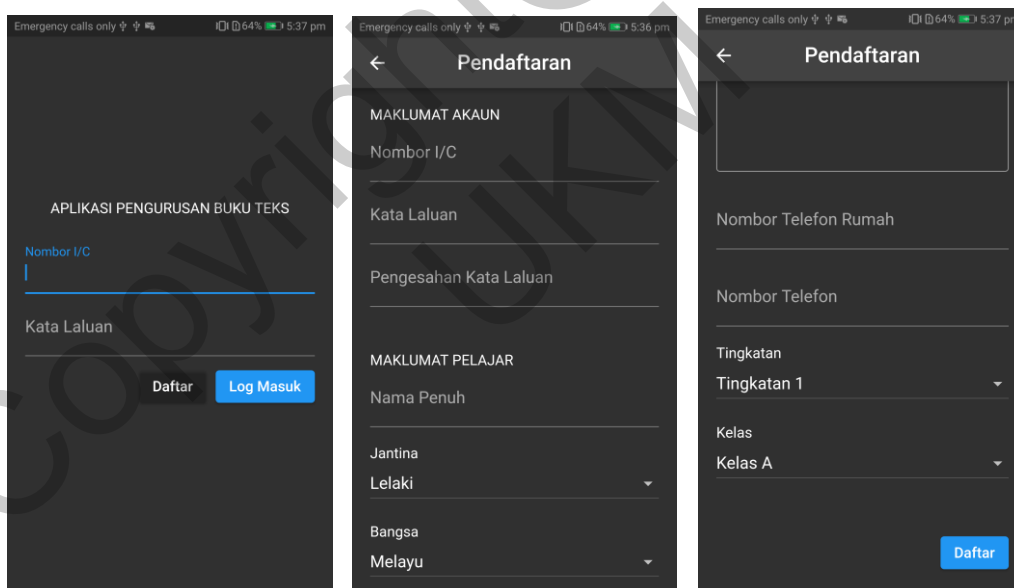 Emergency calls only 64% 5:37 pm
APLIKASI PENGURUSAN BUKU TEKS
Nombor I/C
Kata Laluan
Daftar Log Masuk
Emergency calls only 64% 5:36 pm
Pendaftaran
MAKLUMAT AKAUN
Nombor I/C
Kata Laluan
Pengesahan Kata Laluan
MAKLUMAT PELAJAR
Nama Penuh
Jantina
Lelaki
Bangsa
Melayu
Emergency calls only 64% 5:37 pm
Pendaftaran
Nombor Telefon Rumah
Nombor Telefon
Tingkatan
Tingkatan 1
Kelas
Kelas A
Daftar
Copyright
UKM